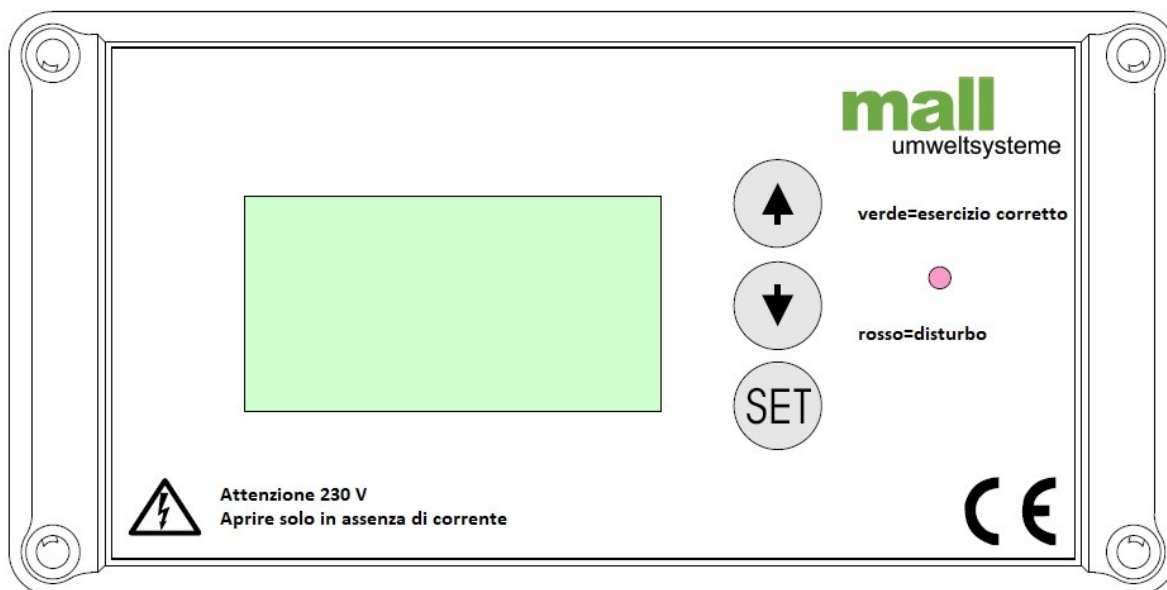 mall
umweltsysteme
verde=esercizio corretto
rosso=disturbo
SET
Attenzione 230 V
Aprire solo in assenza di corrente
CE